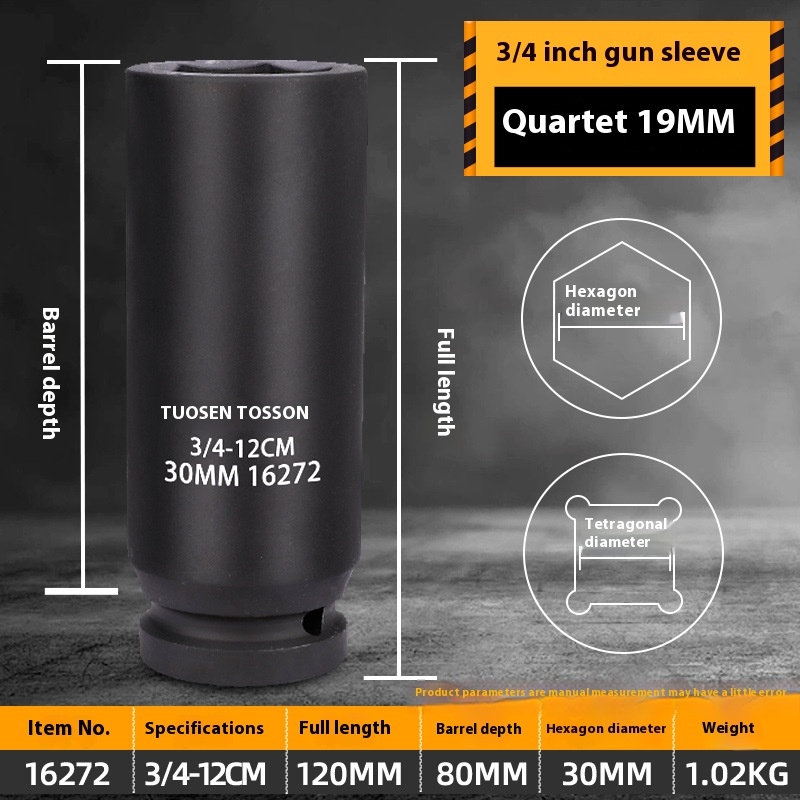 3/4 inch gun sleeve
Quartet 19MM
Barrel depth
Full length
Hexagon
diameter
TUOSEN TOSSON
3/4-12CM
30MM 16272
Tetragonal
diameter
Product parameters are manual measurement may have a little error
Item No. Specifications Full length Barrel depth Hexagon diameter Weight
16272 3/4-12CM 120MM 80MM 30MM 1.02KG